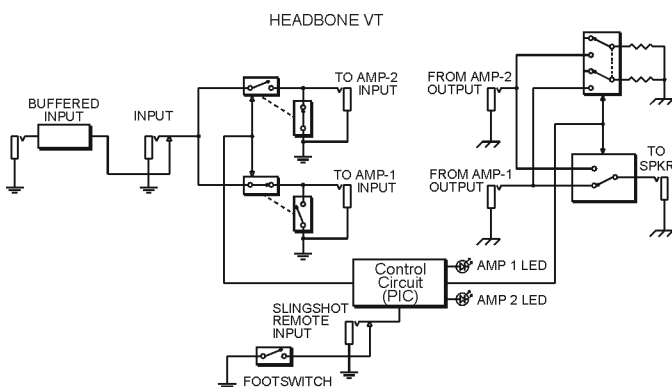 HEADBONE VT
BUFFERED
INPUT
INPUT
TO AMP-2
INPUT
TO AMP-1
INPUT
FROM AMP-2
OUTPUT
FROM AMP-1
OUTPUT
TO
SPKR
Control
Circuit
(PIC)
AMP 1 LED
AMP 2 LED
SLINGSHOT
REMOTE
INPUT
FOOTSWITCH